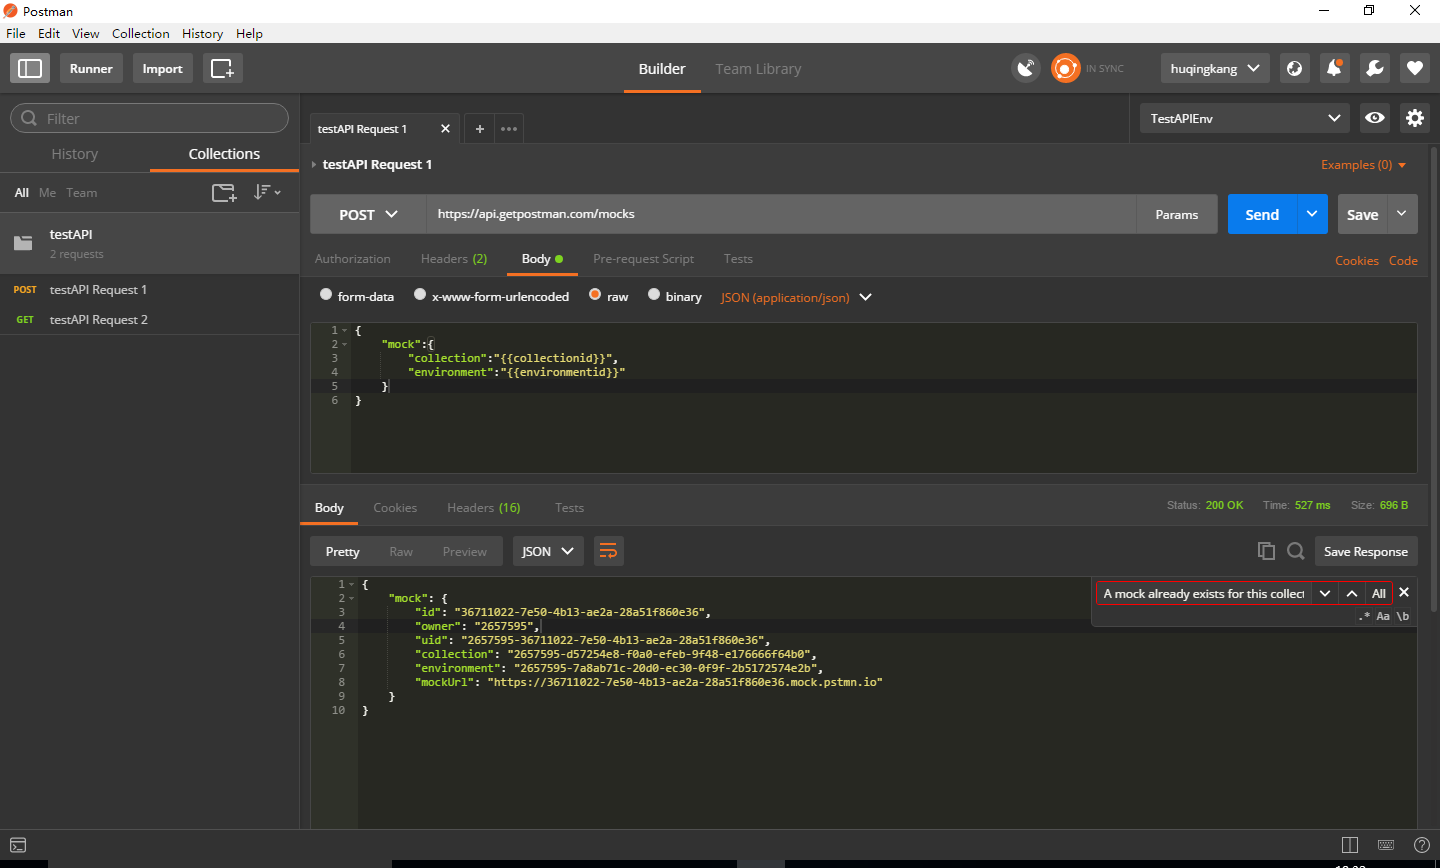 Postman
File Edit View Collection History Help
Runner Import Builder Team Library IN SYNC huqingkang
Filter
History Collections
All Me Team
testAPI
2 requests
POST testAPI Request 1
GET testAPI Request 2
testAPI Request 1 TestAPIEnv
testAPI Request 1 Examples (0)
POST https://api.getpostman.com/mocks Params Send Save
Authorization Headers (2) Body Pre-request Script Tests Cookies Code
form-data x-www-form-urlencoded raw binary JSON (application/json)
1 {
2 "mock":{
3 "collection":"{{collectionid}}",
4 "environment":"{{environmentid}}"
5 }
6 }
Body Cookies Headers (16) Tests Status: 200 OK Time: 527 ms Size: 696 B
Pretty Raw Preview JSON Save Response
A mock already exists for this collect All
.* Aa \b
1 {
2 "mock": {
3 "id": "36711022-7e50-4b13-ae2a-28a51f860e36",
4 "owner": "2657595",
5 "uid": "2657595-36711022-7e50-4b13-ae2a-28a51f860e36",
6 "collection": "2657595-d57254e8-f0a0-efeb-9f48-e176666f64b0",
7 "environment": "2657595-7a8ab71c-20d0-ec30-0f9f-2b5172574e2b",
8 "mockUrl": "https://36711022-7e50-4b13-ae2a-28a51f860e36.mock.pstmn.io"
9 }
10 }